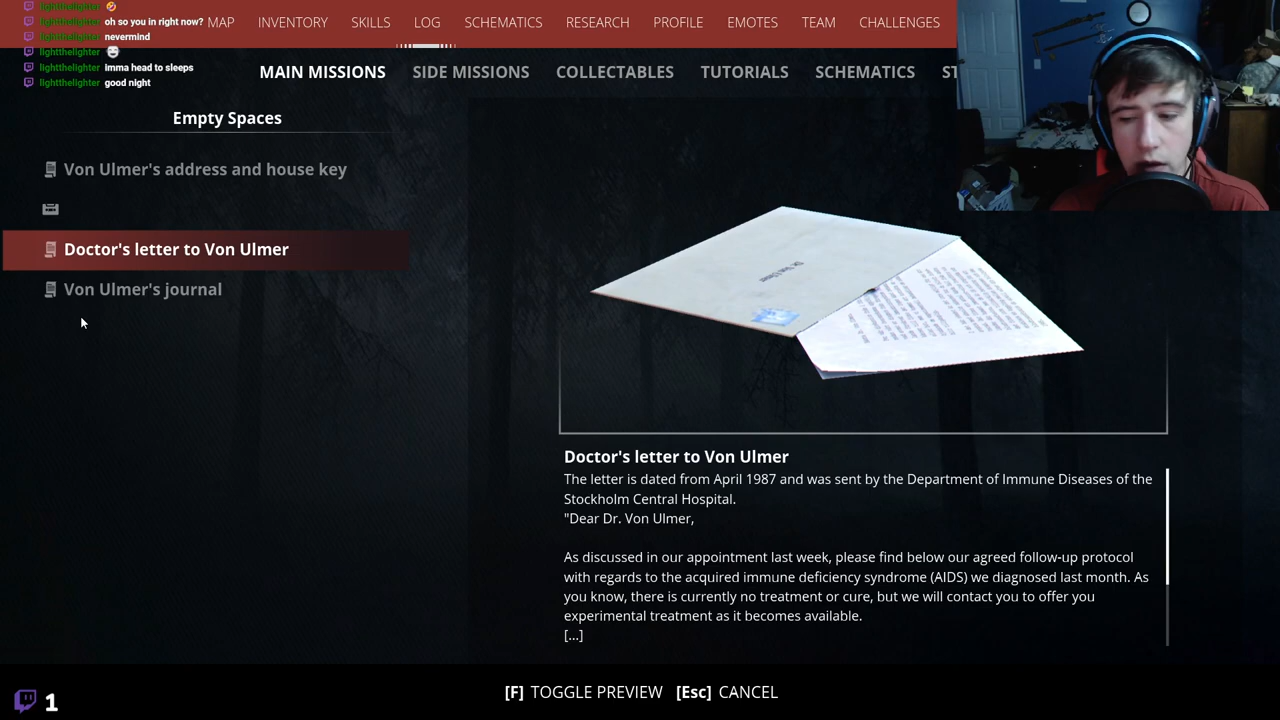 lightthelighter 🤣
lightthelighter oh so you in right now?
lightthelighter nevermind
lightthelighter
lightthelighter imma head to sleeps
lightthelighter good night
MAP INVENTORY SKILLS LOG SCHEMATICS RESEARCH PROFILE EMOTES TEAM CHALLENGES
MAIN MISSIONS SIDE MISSIONS COLLECTABLES TUTORIALS SCHEMATICS ST
Empty Spaces
Von Ulmer's address and house key
Doctor's letter to Von Ulmer
Von Ulmer's journal
Doctor's letter to Von Ulmer
The letter is dated from April 1987 and was sent by the Department of Immune Diseases of the
Stockholm Central Hospital.
"Dear Dr. Von Ulmer,
As discussed in our appointment last week, please find below our agreed follow-up protocol
with regards to the acquired immune deficiency syndrome (AIDS) we diagnosed last month. As
you know, there is currently no treatment or cure, but we will contact you to offer you
experimental treatment as it becomes available.
[...]
[F] TOGGLE PREVIEW [Esc] CANCEL
1